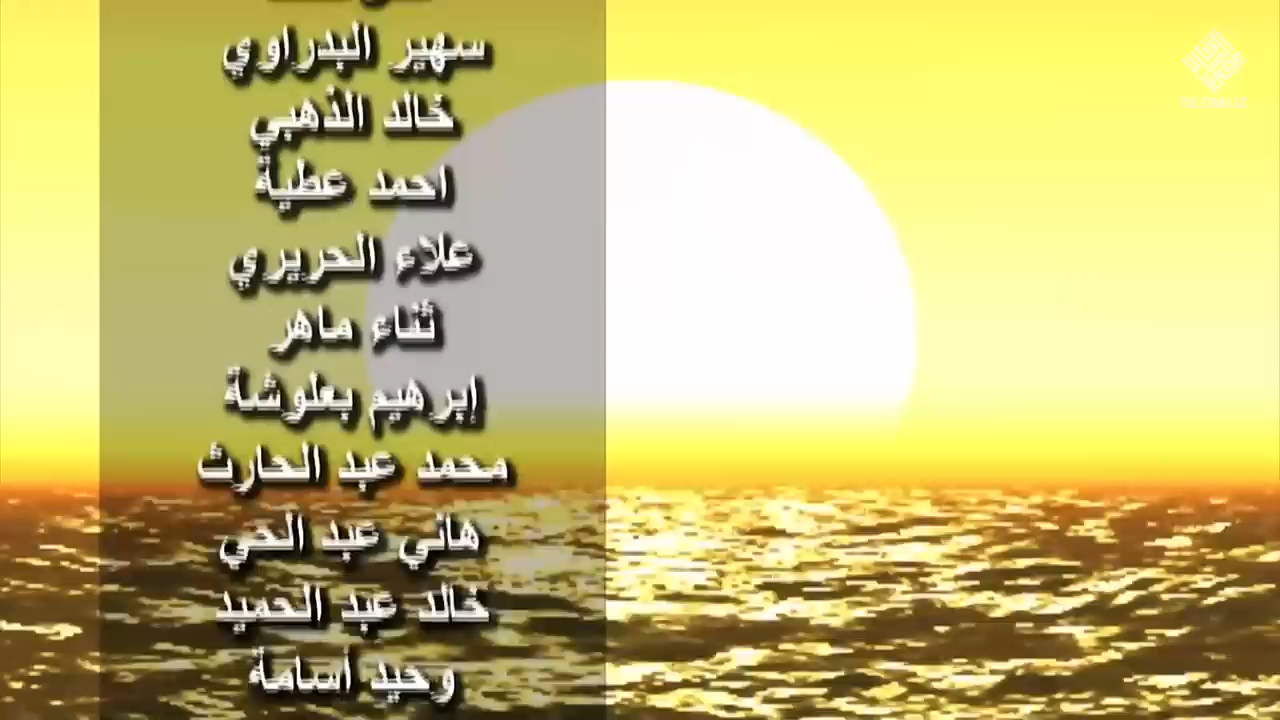 سهير البدراوي
خالد الذهبي
احمد عطية
علاء الحريري
ثناء ماهر
إبرهيم بعلوشة
محمد عبد الحارث
هاني عبد الحي
خالد عبد الحميد
وحيد أسامة